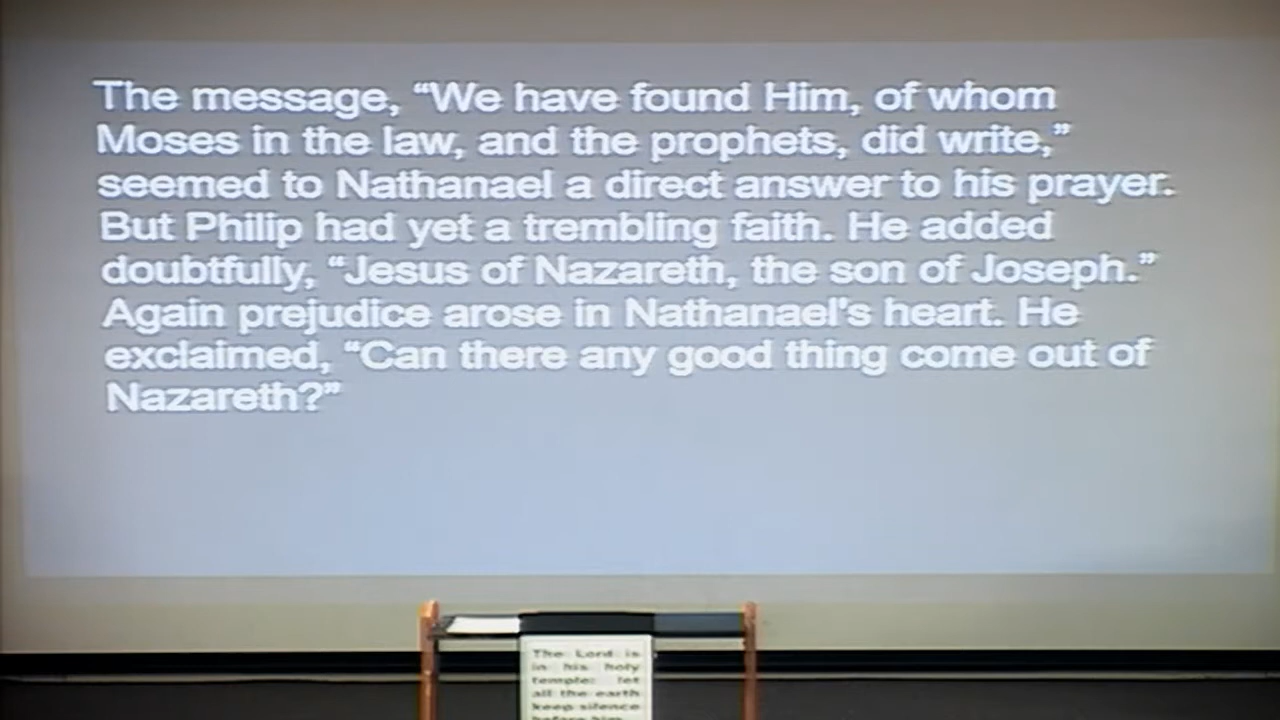 The message, “We have found Him, of whom
Moses in the law, and the prophets, did write,”
seemed to Nathanael a direct answer to his prayer.
But Philip had yet a trembling faith. He added
doubtfully, “Jesus of Nazareth, the son of Joseph.”
Again prejudice arose in Nathanael's heart. He
exclaimed, “Can there any good thing come out of
Nazareth?”
The Lord is
in his holy
temple: let
all the earth
keep silence
before him